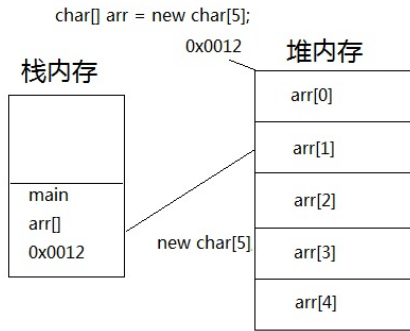 char[] arr = new char[5];
0x0012
堆内存
栈内存
arr[0]
arr[1]
main
arr[2]
arr[]
new char[5]
0x0012
arr[3]
arr[4]